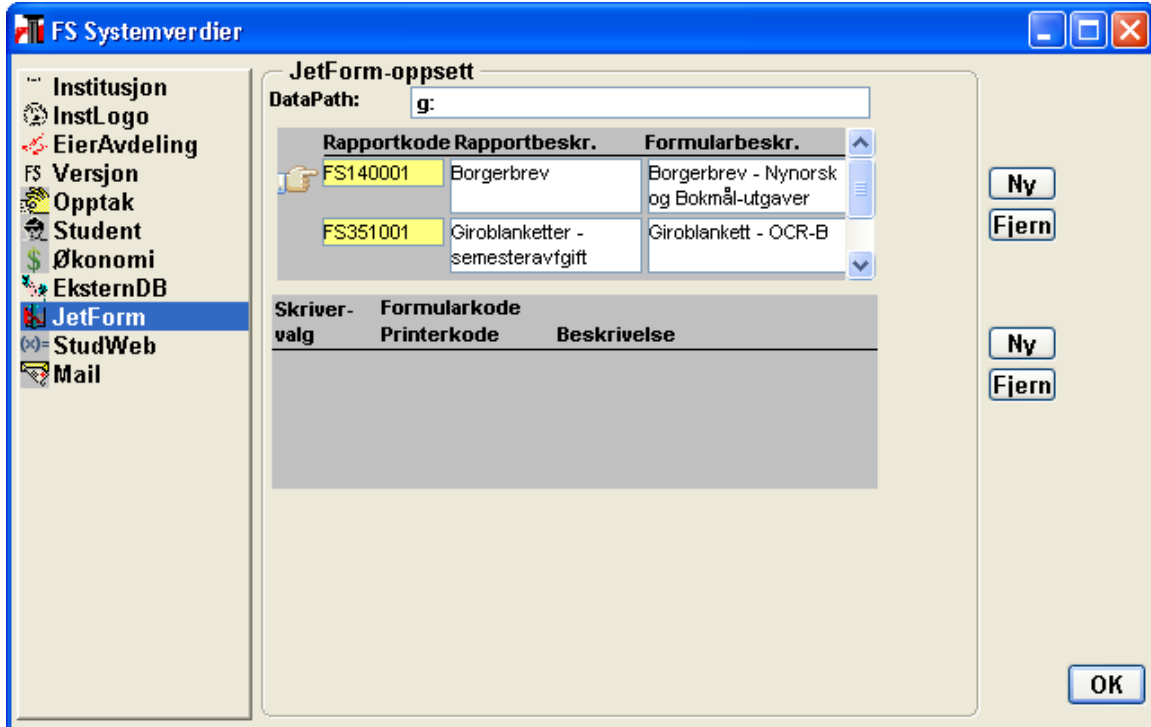 FS Systemverdier
Institusjon
InstLogo
EierAvdeling
FS Versjon
Opptak
Student
$ Økonomi
EksternDB
JetForm
(x)= StudWeb
Mail
JetForm-oppsett
DataPath: g:
Rapportkode Rapportbeskr. Formularbeskr.
FS140001 Borgerbrev Borgerbrev - Nynorsk
og Bokmål-utgaver
FS351001 Giroblanketter - Giroblankett - OCR-B
semesteravfgift
Ny
Fjern
Skriver- Formularkode
valg Printerkode Beskrivelse
Ny
Fjern
OK